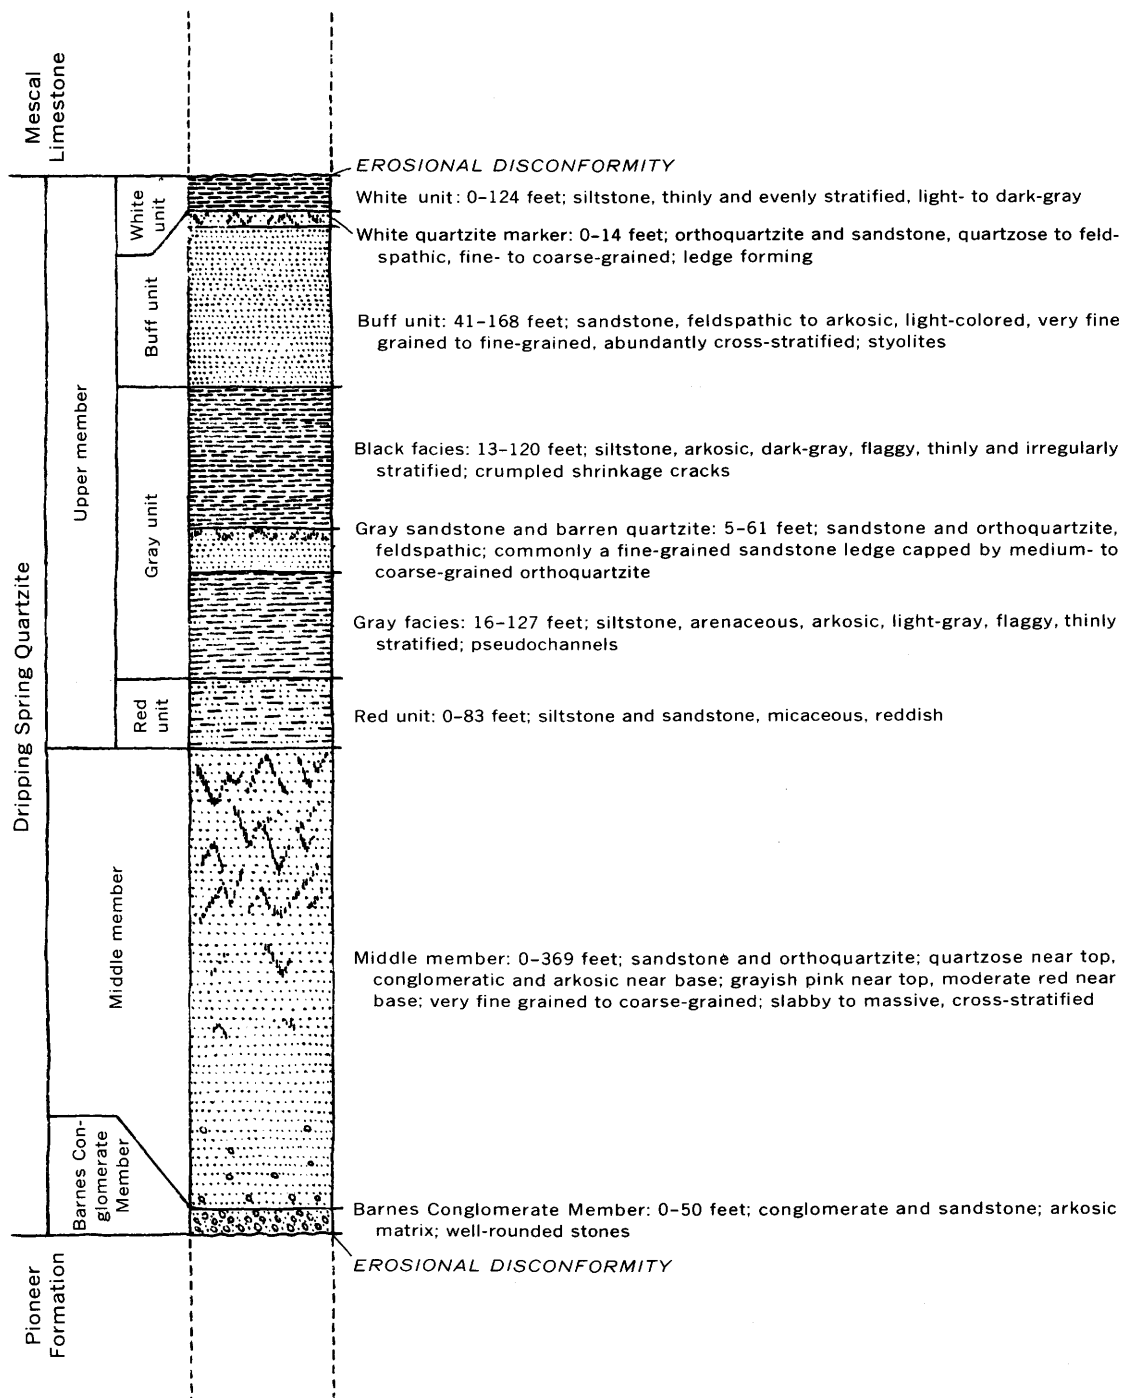 Mescal
Limestone
EROSIONAL DISCONFORMITY
White
unit
White unit: 0–124 feet; siltstone, thinly and evenly stratified, light- to dark-gray
White quartzite marker: 0–14 feet; orthoquartzite and sandstone, quartzose to feld-
spathic, fine- to coarse-grained; ledge forming
Buff unit
Buff unit: 41–168 feet; sandstone, feldspathic to arkosic, light-colored, very fine
grained to fine-grained, abundantly cross-stratified; styolites
Dripping Spring Quartzite
Upper member
Gray unit
Black facies: 13–120 feet; siltstone, arkosic, dark-gray, flaggy, thinly and irregularly
stratified; crumpled shrinkage cracks
Gray sandstone and barren quartzite: 5–61 feet; sandstone and orthoquartzite,
feldspathic; commonly a fine-grained sandstone ledge capped by medium- to
coarse-grained orthoquartzite
Gray facies: 16–127 feet; siltstone, arenaceous, arkosic, light-gray, flaggy, thinly
stratified; pseudochannels
Red
unit
Red unit: 0–83 feet; siltstone and sandstone, micaceous, reddish
Middle member
Middle member: 0–369 feet; sandstone and orthoquartzite; quartzose near top,
conglomeratic and arkosic near base; grayish pink near top, moderate red near
base; very fine grained to coarse-grained; slabby to massive, cross-stratified
Barnes Con-
glomerate
Member
Barnes Conglomerate Member: 0–50 feet; conglomerate and sandstone; arkosic
matrix; well-rounded stones
EROSIONAL DISCONFORMITY
Pioneer
Formation